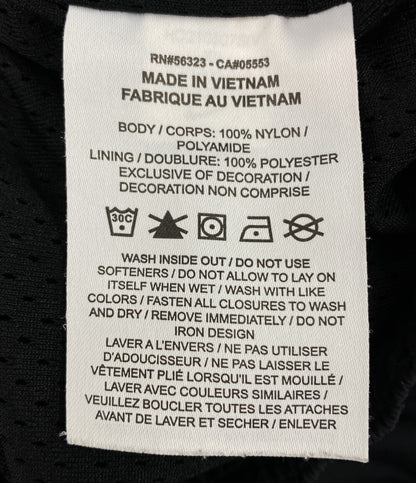 RN#56323 - CA#05553
MADE IN VIETNAM
FABRIQUE AU VIETNAM
BODY / CORPS: 100% NYLON /
POLYAMIDE
LINING / DOUBLURE: 100% POLYESTER
EXCLUSIVE OF DECORATION /
DECORATION NON COMPRISE
30C
WASH INSIDE OUT / DO NOT USE
SOFTENERS / DO NOT ALLOW TO LAY ON
ITSELF WHEN WET / WASH WITH LIKE
COLORS / FASTEN ALL CLOSURES TO WASH
AND DRY / REMOVE IMMEDIATELY / DO NOT
IRON DESIGN
LAVER A L'ENVERS / NE PAS UTILISER
D'ADOUCISSEUR / NE PAS LAISSER LE
VÊTEMENT PLIÉ LORSQU'IL EST MOUILLÉ /
LAVER AVEC COULEURS SIMILAIRES /
VEUILLEZ BOUCLER TOUTES LES ATTACHES
AVANT DE LAVER ET SECHER / ENLEVER